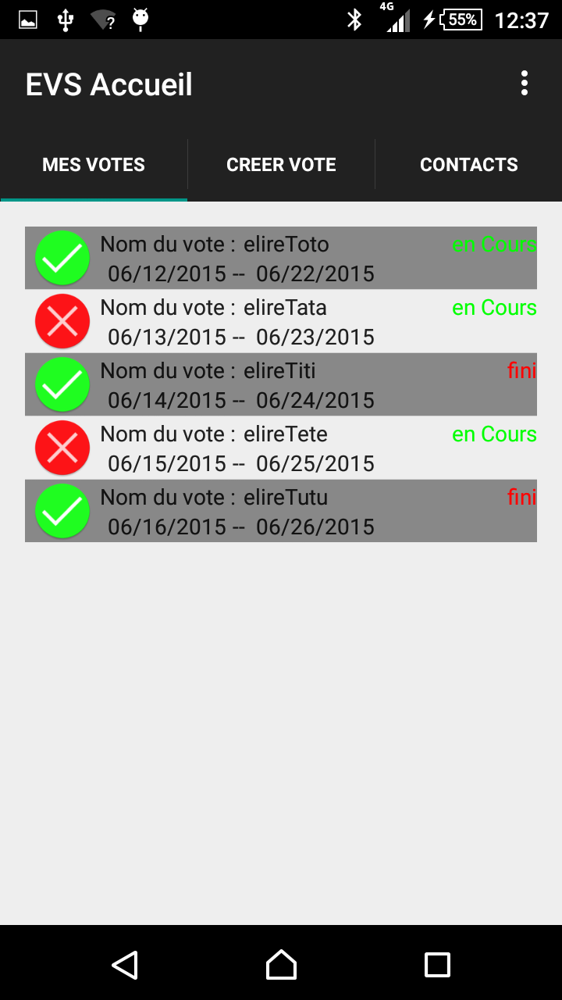 4G 55% 12:37
EVS Accueil
MES VOTES CREER VOTE CONTACTS
Nom du vote : elireToto en Cours
06/12/2015 -- 06/22/2015
Nom du vote : elireTata en Cours
06/13/2015 -- 06/23/2015
Nom du vote : elireTiti fini
06/14/2015 -- 06/24/2015
Nom du vote : elireTete en Cours
06/15/2015 -- 06/25/2015
Nom du vote : elireTutu fini
06/16/2015 -- 06/26/2015